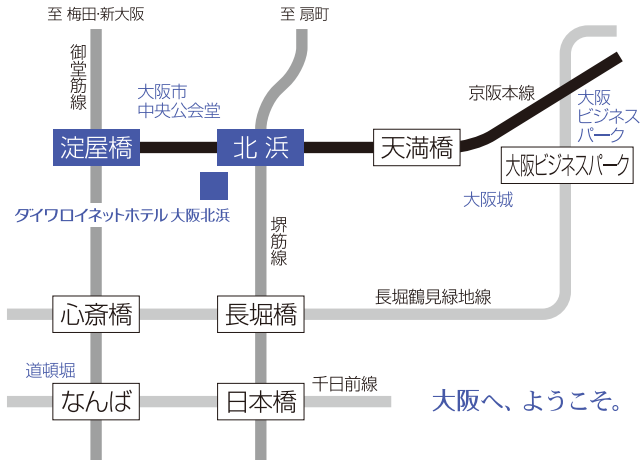 至 梅田・新大阪
至 扇町
御堂筋線
大阪市
中央公会堂
京阪本線
大阪
ビジネス
パーク
淀屋橋
北浜
天満橋
大阪ビジネスパーク
大阪城
ダイワロイネットホテル 大阪北浜
堺筋線
長堀鶴見緑地線
心斎橋
長堀橋
道頓堀
千日前線
なんば
日本橋
大阪へ、ようこそ。